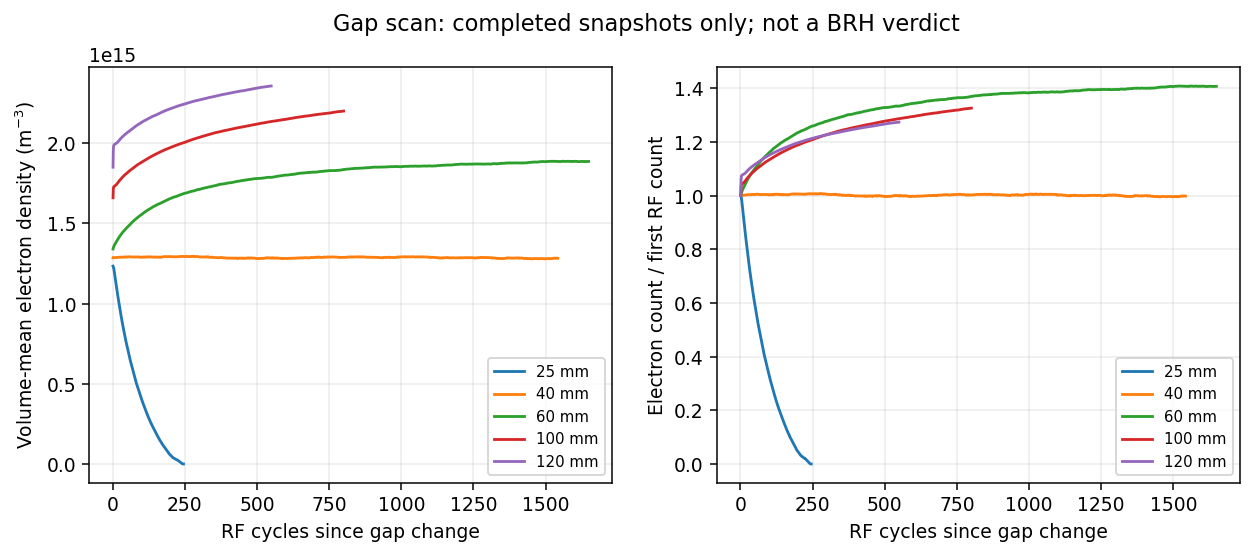 Gap scan: completed snapshots only; not a BRH verdict
1e15
Volume-mean electron density (m⁻³)
2.0
1.5
1.0
0.5
0.0
0 250 500 750 1000 1250 1500
RF cycles since gap change
25 mm
40 mm
60 mm
100 mm
120 mm
Electron count / first RF count
1.4
1.2
1.0
0.8
0.6
0.4
0.2
0.0
0 250 500 750 1000 1250 1500
RF cycles since gap change
25 mm
40 mm
60 mm
100 mm
120 mm